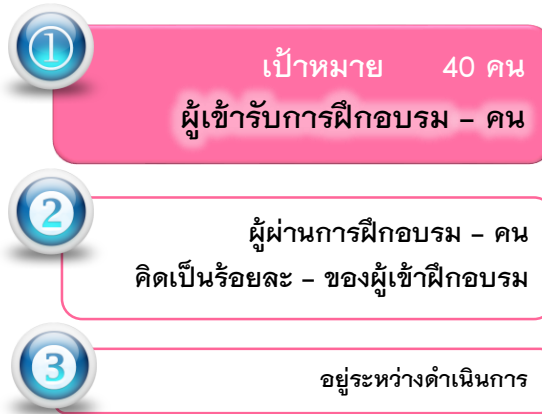 ①
เป้าหมาย 40 คน
ผู้เข้ารับการฝึกอบรม – คน
❷
ผู้ผ่านการฝึกอบรม – คน
คิดเป็นร้อยละ – ของผู้เข้าฝึกอบรม
❸
อยู่ระหว่างดำเนินการ